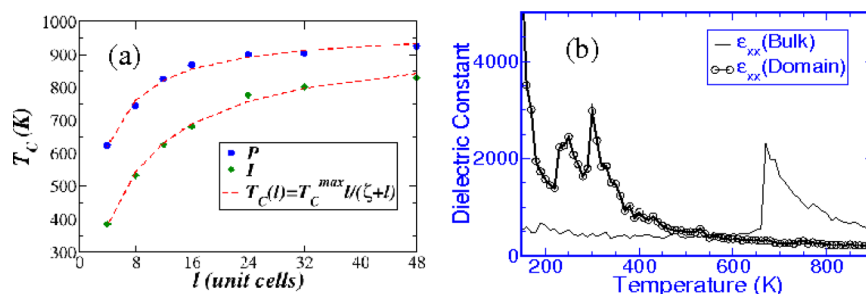 (a)
1000
900
800
700
600
500
400
300
T_C (K)
0
8
16
24
32
40
48
l (unit cells)
P
I
T_C(l)=T_C^max l/(ζ+l)
(b)
4000
2000
0
Dielectric Constant
200
400
600
800
Temperature (K)
ε_xx(Bulk)
ε_xx(Domain)